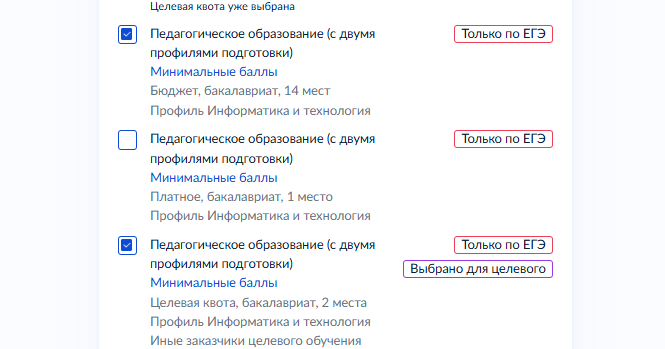 Целевая квота уже выбрана
Педагогическое образование (с двумя
Только по ЕГЭ
профилями подготовки)
Минимальные баллы
Бюджет, бакалавриат, 14 мест
Профиль Информатика и технология
Педагогическое образование (с двумя
Только по ЕГЭ
профилями подготовки)
Минимальные баллы
Платное, бакалавриат, 1 место
Профиль Информатика и технология
Педагогическое образование (с двумя
Только по ЕГЭ
профилями подготовки)
Выбрано для целевого
Минимальные баллы
Целевая квота, бакалавриат, 2 места
Профиль Информатика и технология
Иные заказчики целевого обучения